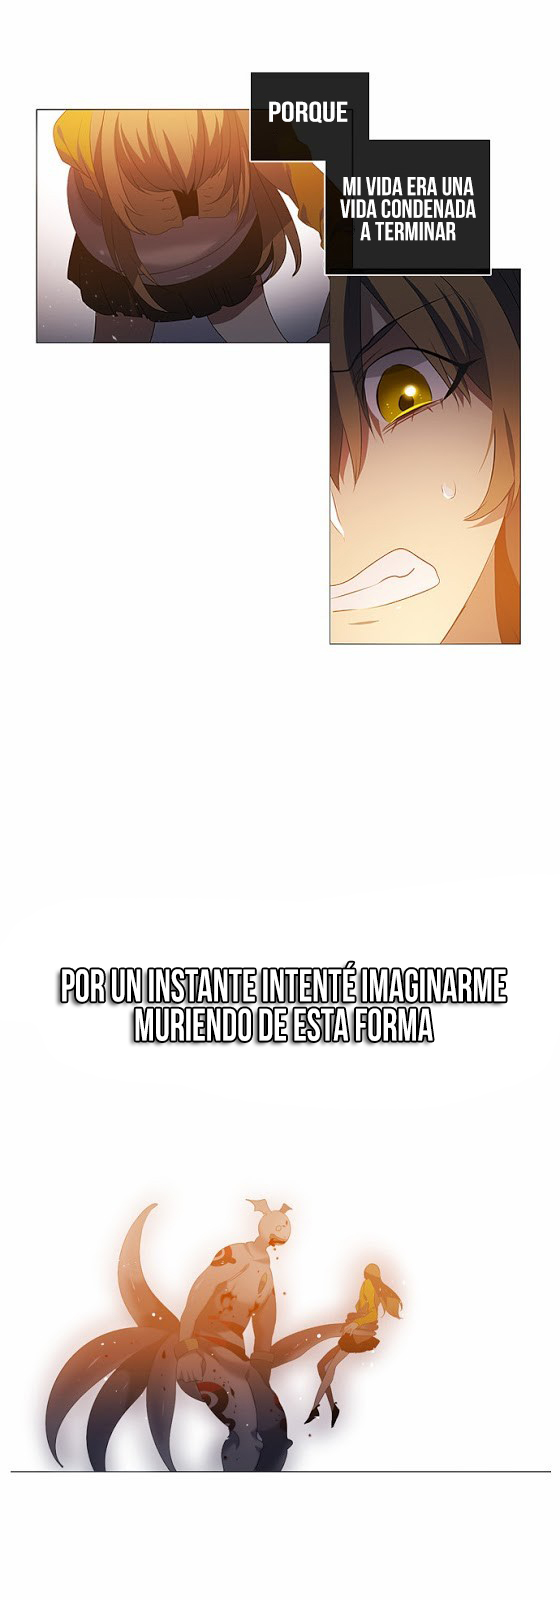 PORQUE
MI VIDA ERA UNA
VIDA CONDENADA
A TERMINAR
POR UN INSTANTE INTENTÉ IMAGINARME
MURIENDO DE ESTA FORMA